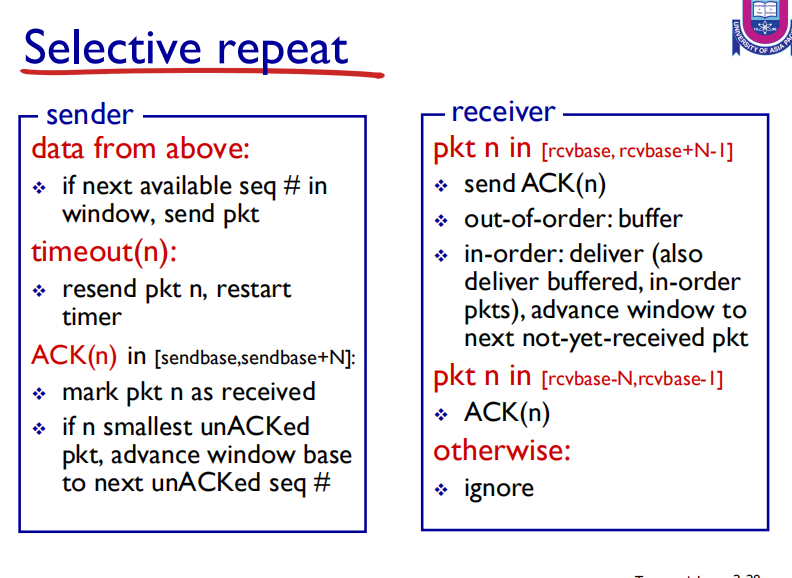 Selective repeat
UNIVERSITY OF ASIA PAC
sender
data from above:
❖ if next available seq # in
window, send pkt
timeout(n):
❖ resend pkt n, restart
timer
ACK(n) in [sendbase,sendbase+N]:
❖ mark pkt n as received
❖ if n smallest unACKed
pkt, advance window base
to next unACKed seq #
receiver
pkt n in [rcvbase, rcvbase+N-1]
❖ send ACK(n)
❖ out-of-order: buffer
❖ in-order: deliver (also
deliver buffered, in-order
pkts), advance window to
next not-yet-received pkt
pkt n in [rcvbase-N,rcvbase-1]
❖ ACK(n)
otherwise:
❖ ignore